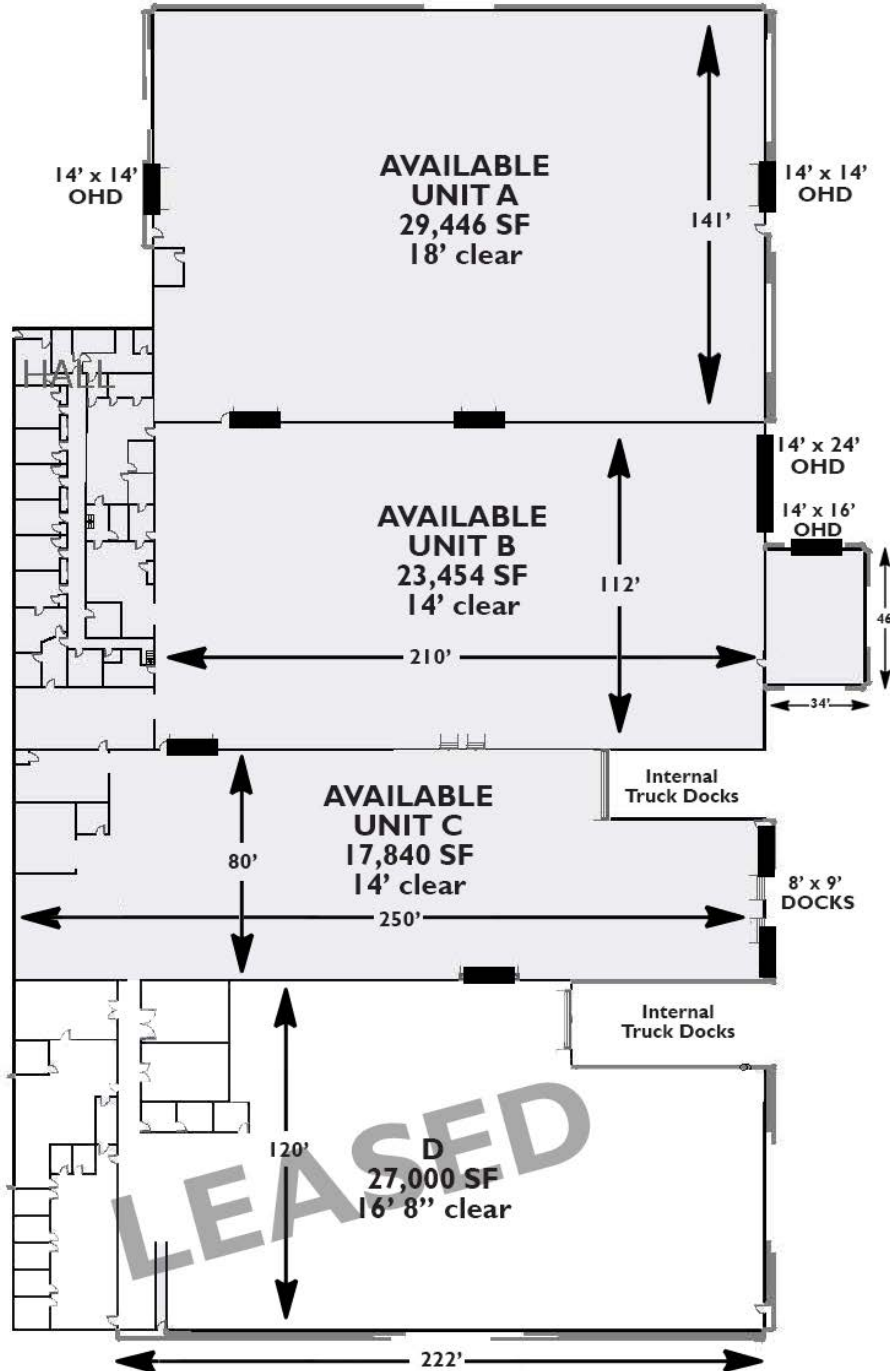 14' x 14'
OHD
AVAILABLE
UNIT A
29,446 SF
18' clear
141'
14' x 14'
OHD
HALL
AVAILABLE
UNIT B
23,454 SF
14' clear
112'
210'
14' x 24'
OHD
14' x 16'
OHD
46
34'
AVAILABLE
UNIT C
17,840 SF
14' clear
80'
250'
Internal
Truck Docks
8' x 9'
DOCKS
Internal
Truck Docks
LEASED
D
27,000 SF
16' 8'' clear
120'
222'